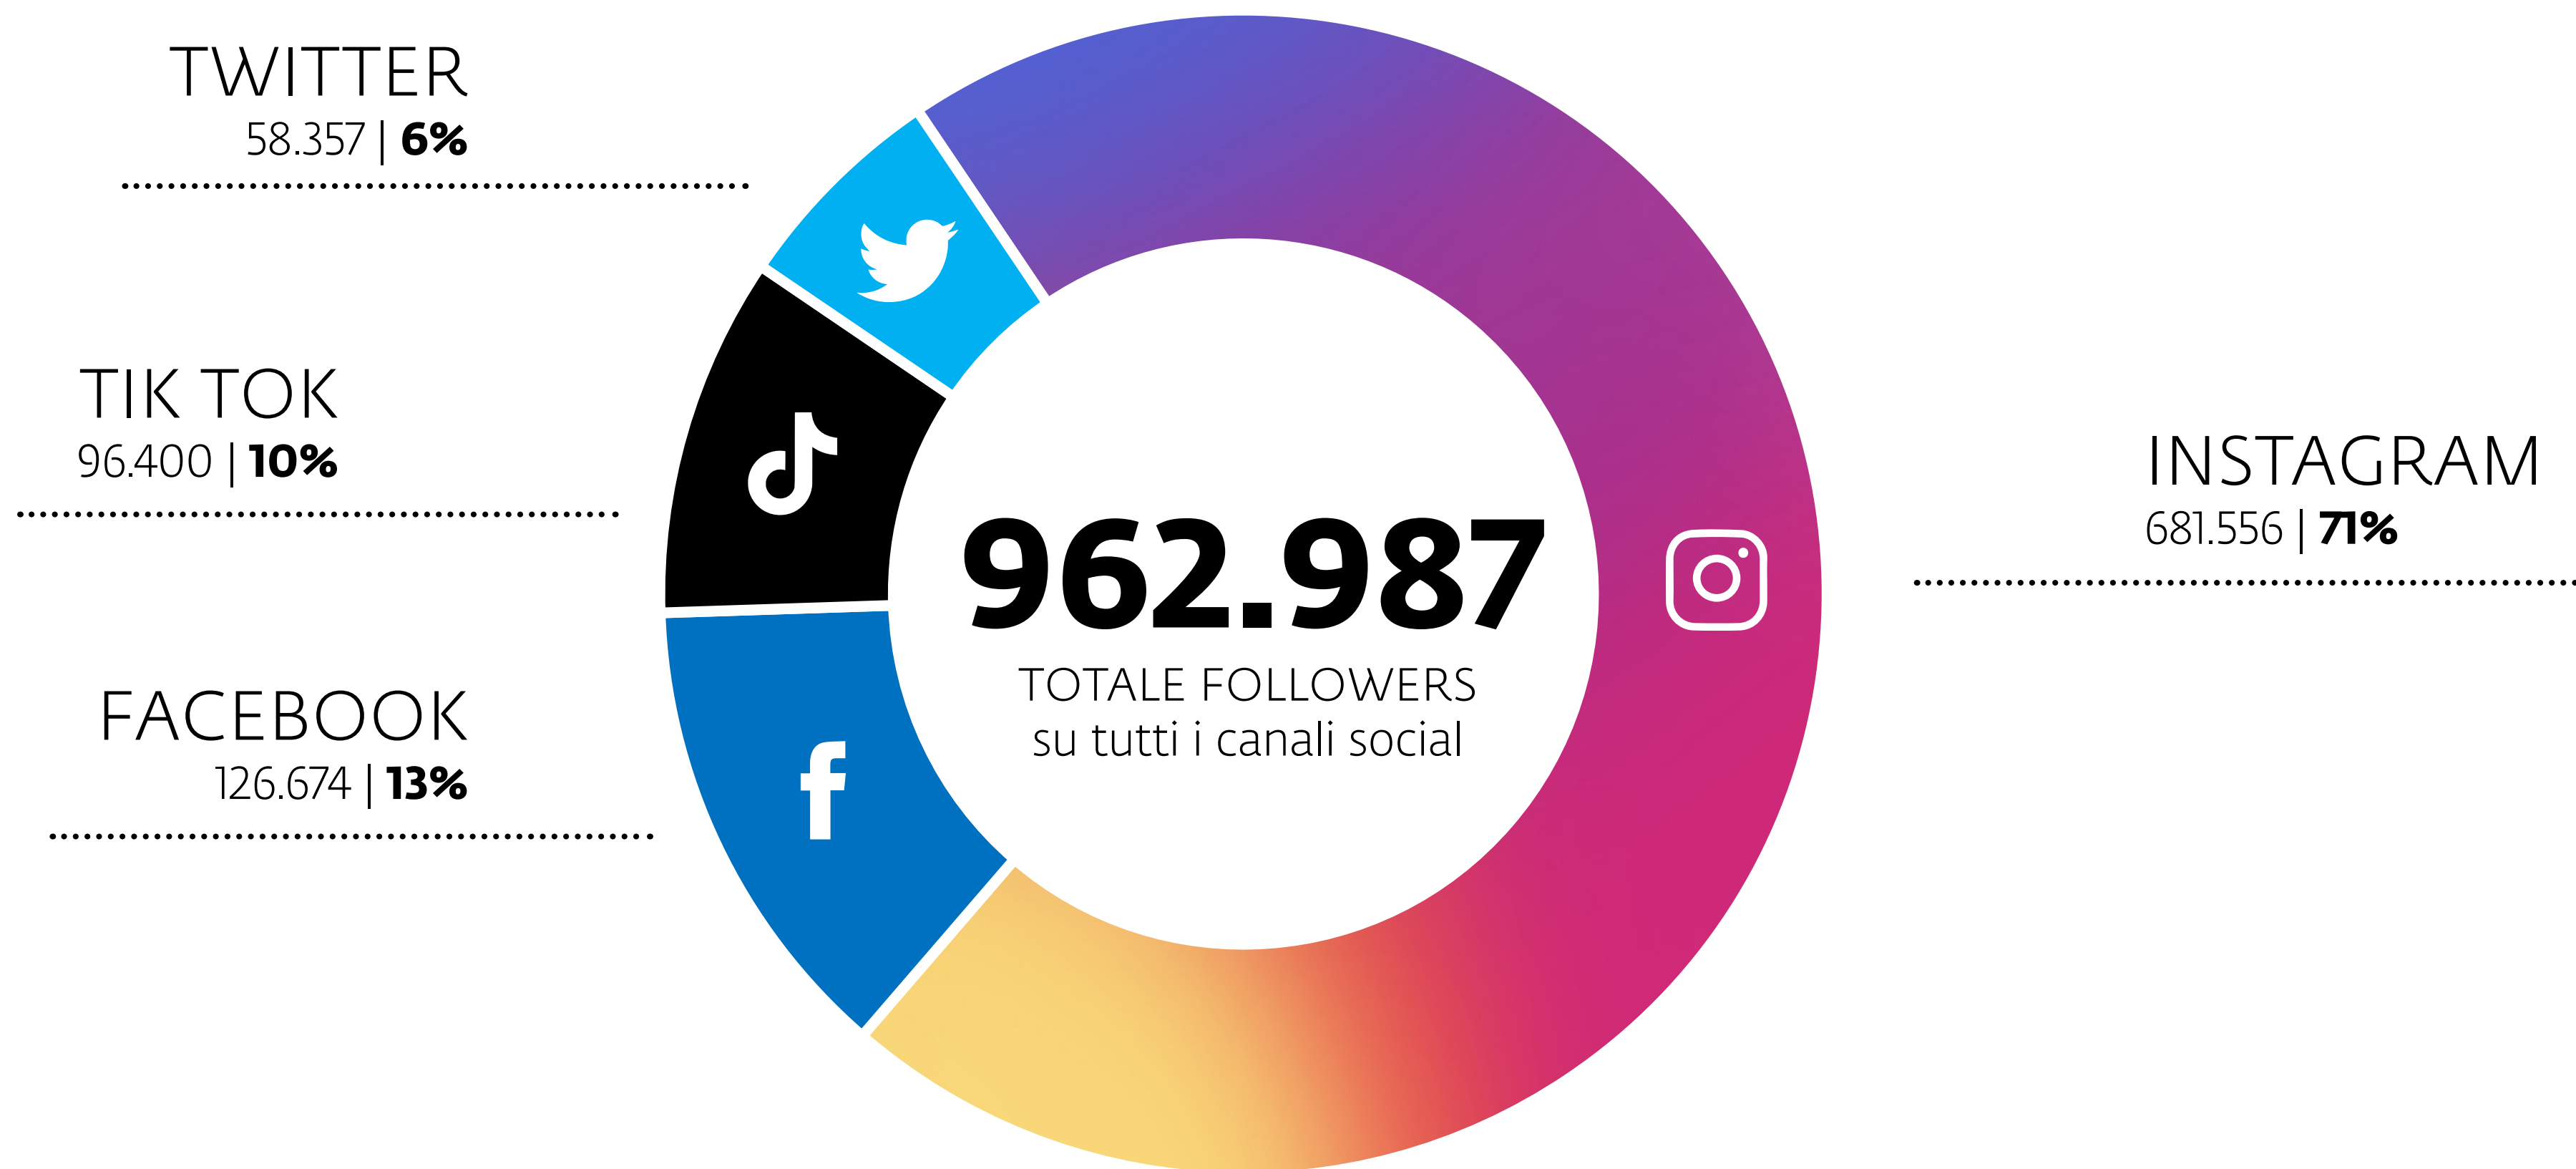 TWITTER
58.357 | 6%
TIK TOK
96.400 | 10%
FACEBOOK
126.674 | 13%
962.987
TOTALE FOLLOWERS
su tutti i canali social
INSTAGRAM
681.556 | 71%